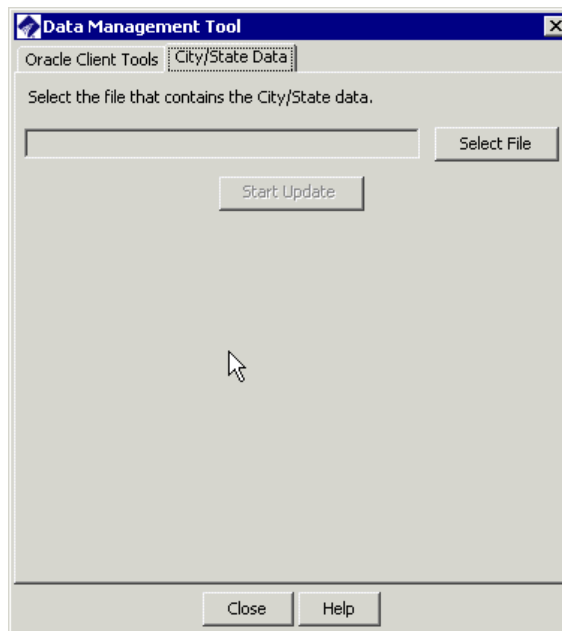 Data Management Tool
Oracle Client Tools City/State Data
Select the file that contains the City/State data.
Select File
Start Update
Close Help